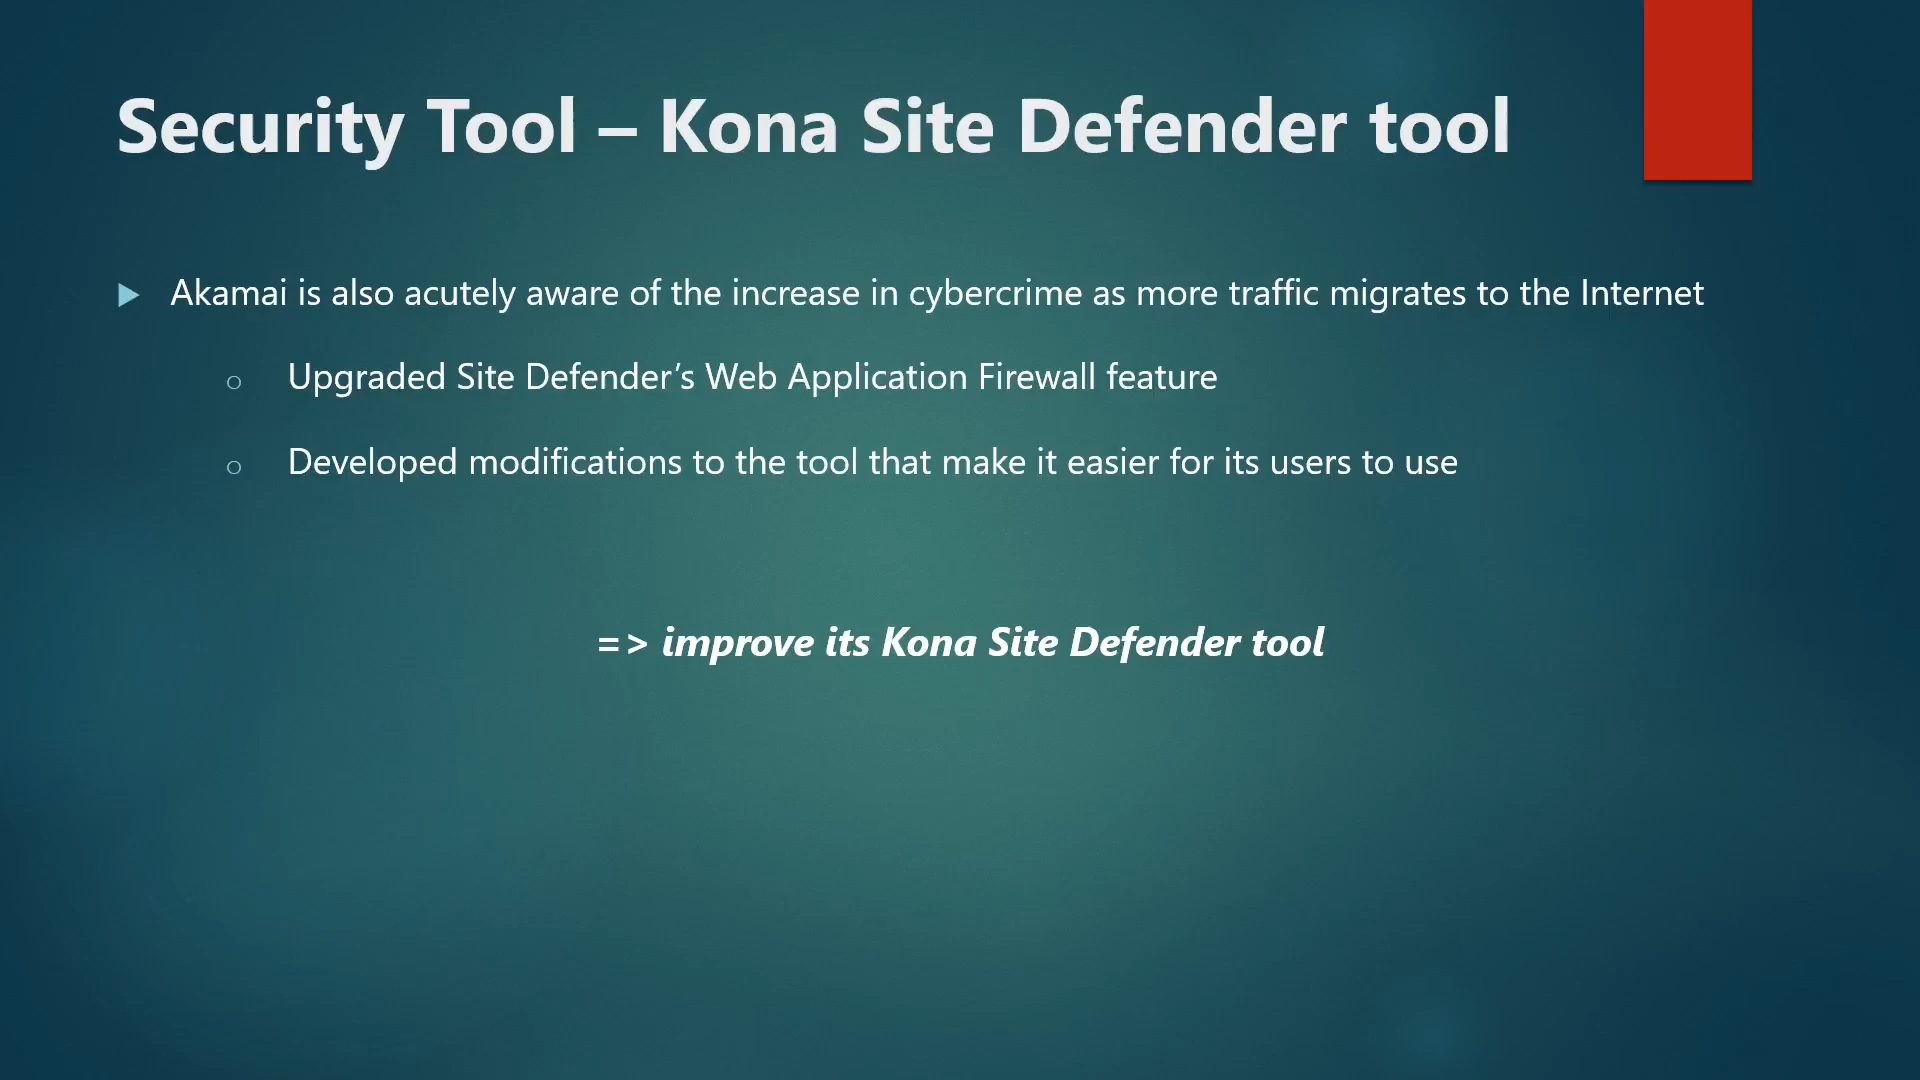 Security Tool – Kona Site Defender tool
Akamai is also acutely aware of the increase in cybercrime as more traffic migrates to the Internet
Upgraded Site Defender’s Web Application Firewall feature
Developed modifications to the tool that make it easier for its users to use
=> improve its Kona Site Defender tool